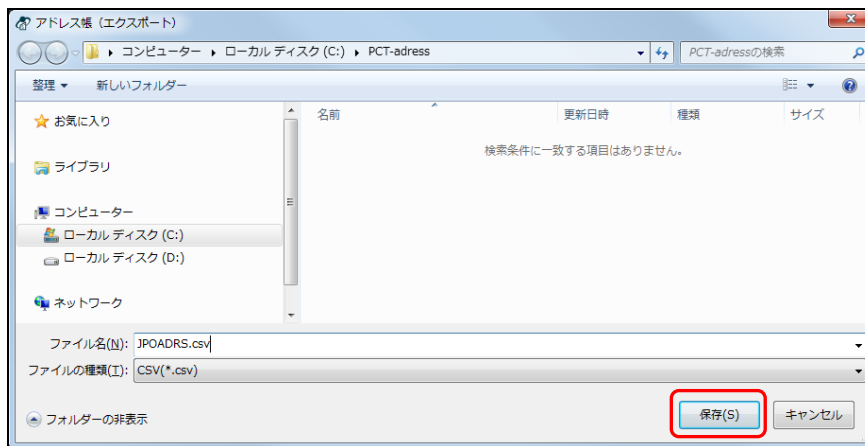 アドレス帳（エクスポート）
コンピューター ▸ ローカル ディスク (C:) ▸ PCT-adress
PCT-adressの検索
整理 新しいフォルダー
名前 更新日時 種類 サイズ
検索条件に一致する項目はありません。
お気に入り
ライブラリ
コンピューター
ローカル ディスク (C:)
ローカル ディスク (D:)
ネットワーク
ファイル名(N): JPOADRS.csv
ファイルの種類(T): CSV(*.csv)
フォルダーの非表示
保存(S) キャンセル